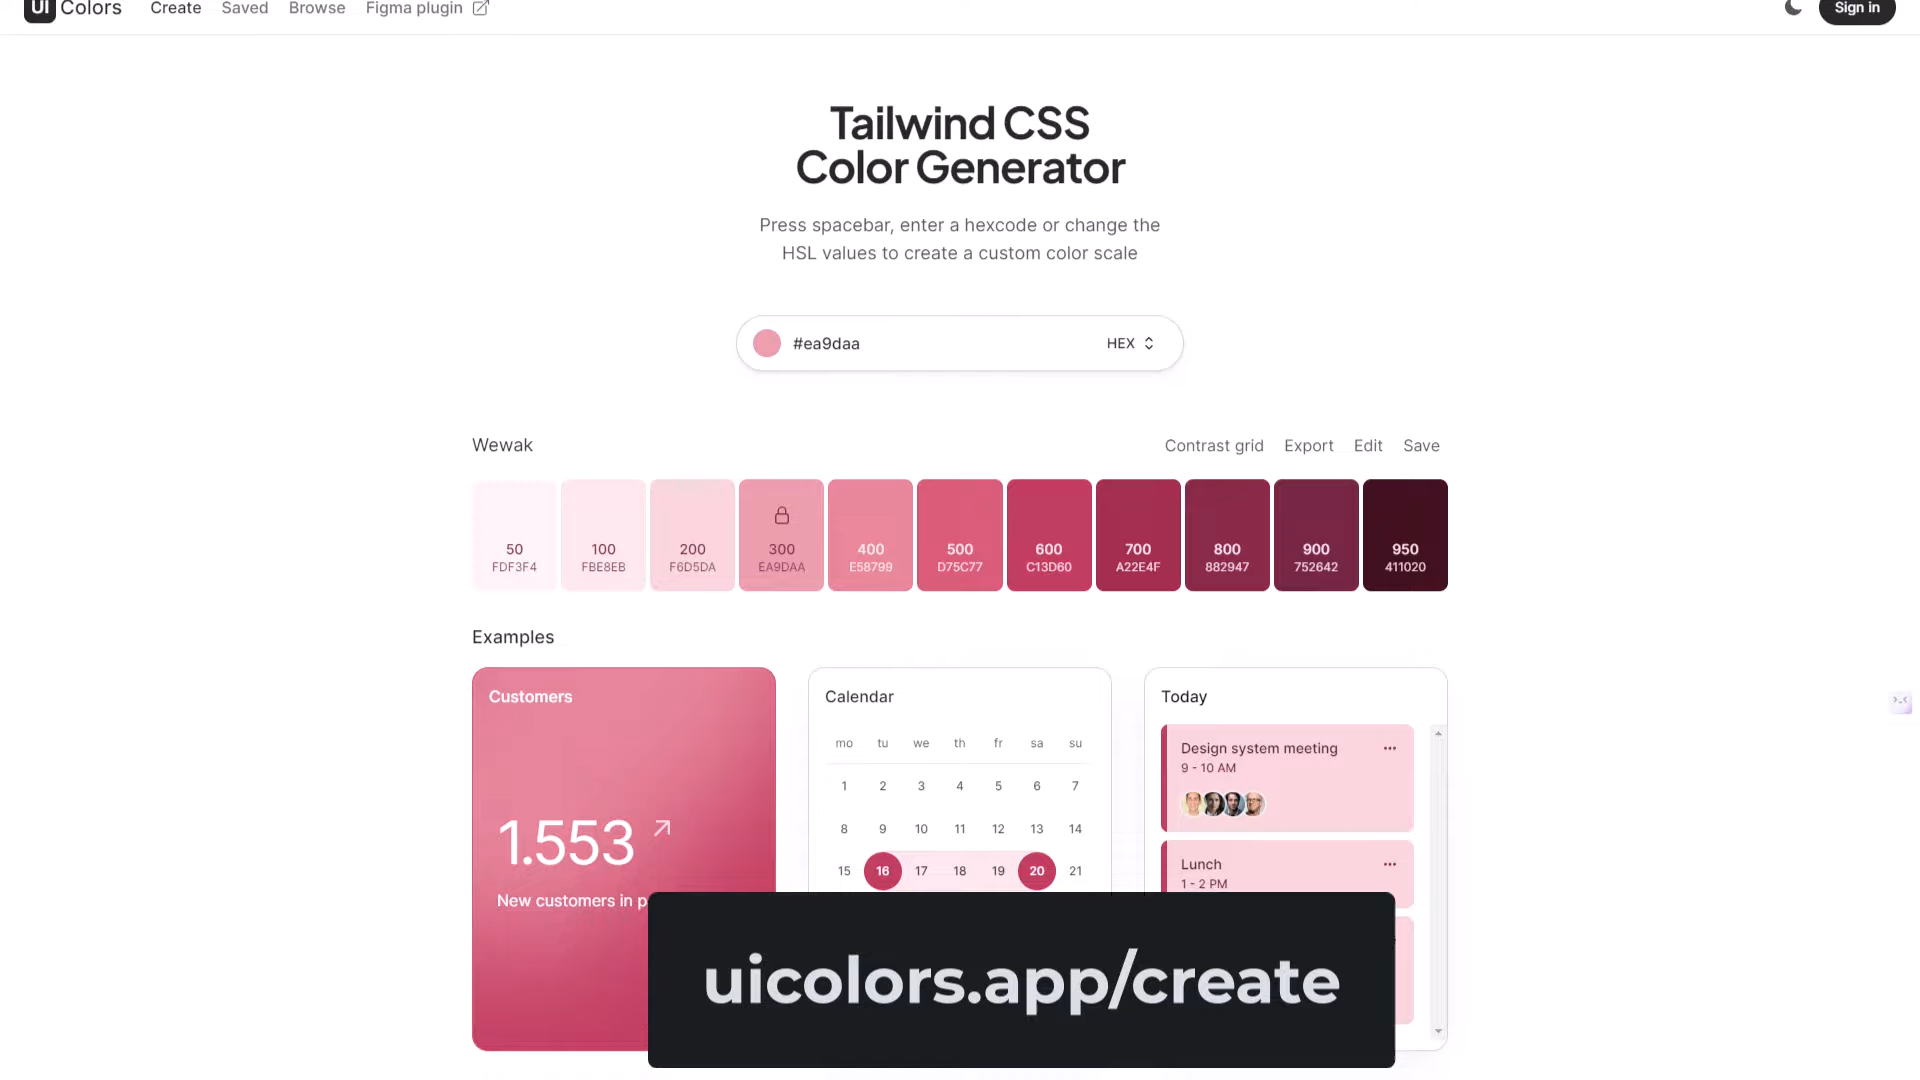 UI Colors Create Saved Browse Figma plugin Sign in
Tailwind CSS
Color Generator
Press spacebar, enter a hexcode or change the
HSL values to create a custom color scale
#ea9daa HEX
Wewak Contrast grid Export Edit Save
50 100 200 300 400 500 600 700 800 900 950
FDF3F4 FBE8EB F6D5DA EA9DAA E58799 D75C77 C13D60 A22E4F 882947 752642 411020
Examples
Customers
1.553
New customers in p
Calendar
mo tu we th fr sa su
1 2 3 4 5 6 7
8 9 10 11 12 13 14
15 16 17 18 19 20 21
Today
Design system meeting
9 - 10 AM
Lunch
1 - 2 PM
uicolors.app/create